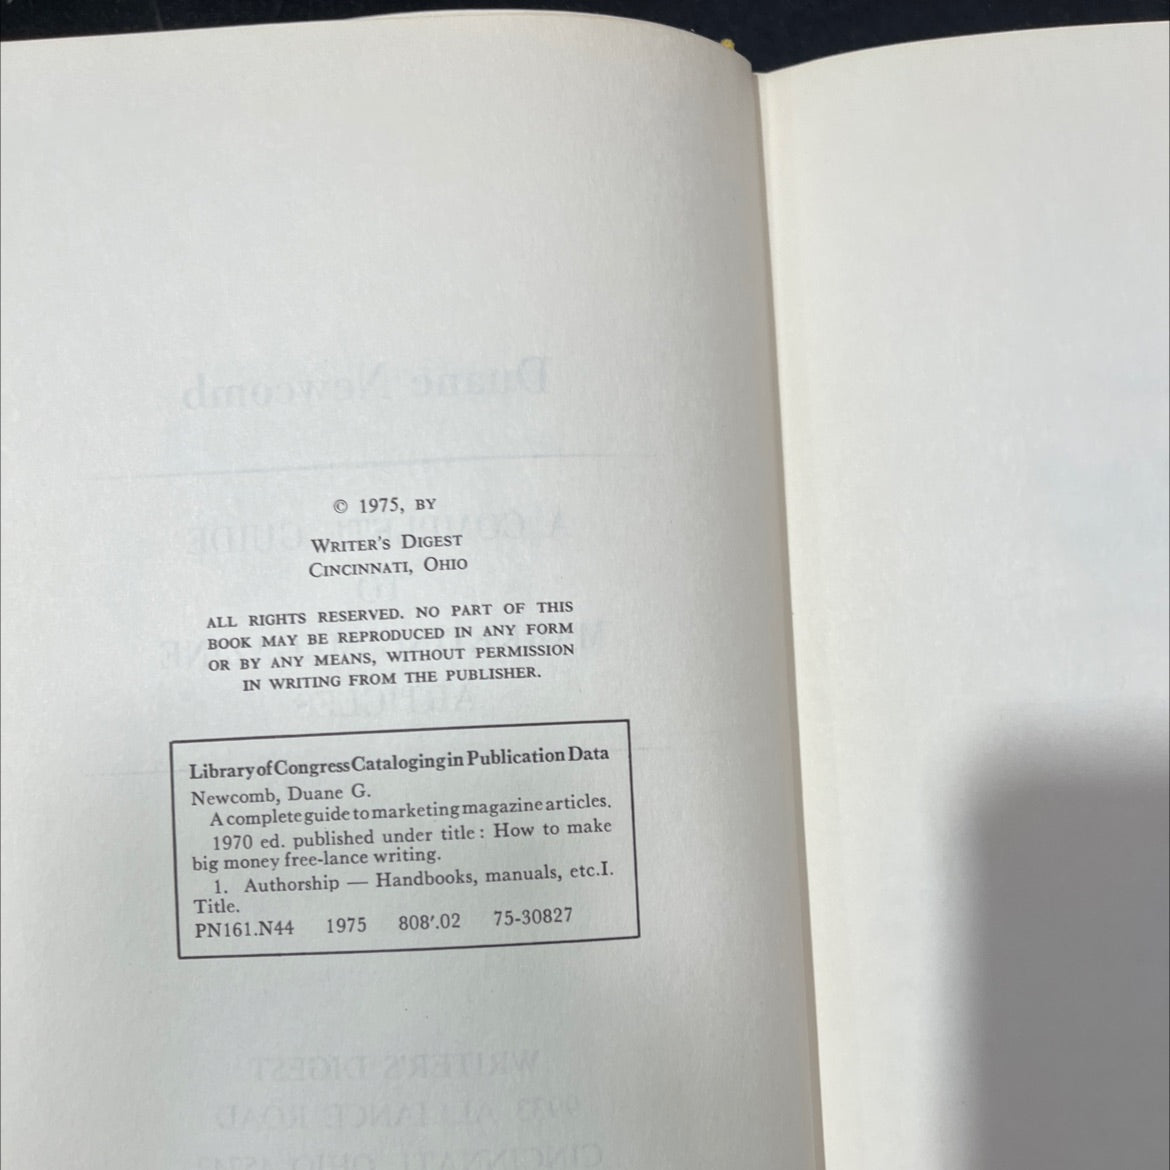 © 1975, BY
WRITER'S DIGEST
CINCINNATI, OHIO
ALL RIGHTS RESERVED. NO PART OF THIS
BOOK MAY BE REPRODUCED IN ANY FORM
OR BY ANY MEANS, WITHOUT PERMISSION
IN WRITING FROM THE PUBLISHER.
Library of Congress Cataloging in Publication Data
Newcomb, Duane G.
A complete guide to marketing magazine articles.
1970 ed. published under title: How to make
big money free-lance writing.
1. Authorship — Handbooks, manuals, etc.I.
Title.
PN161.N44 1975 808'.02 75-30827